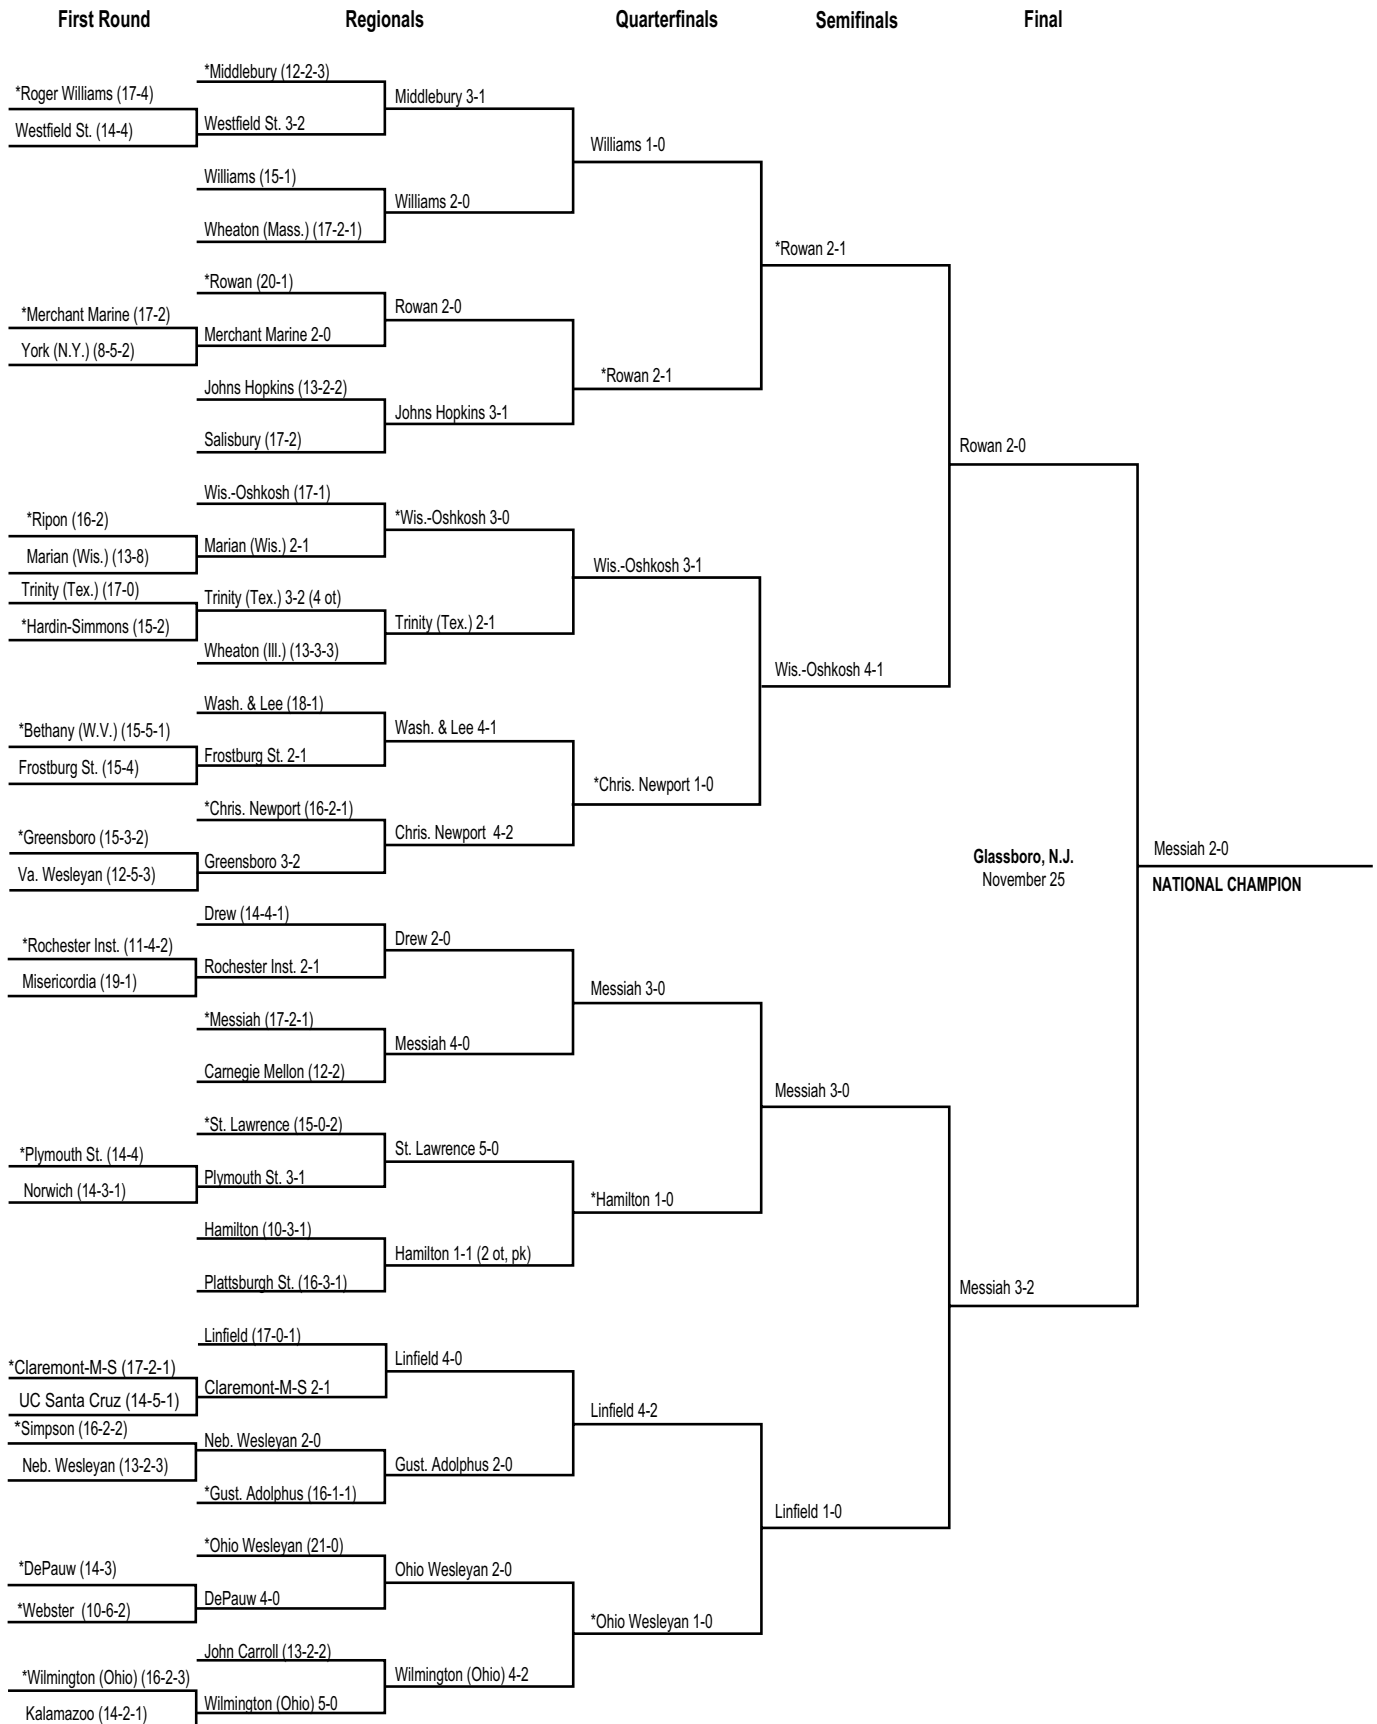 First Round
Regionals
Quarterfinals
Semifinals
Final
*Roger Williams (17-4)
Westfield St. (14-4)
*Merchant Marine (17-2)
York (N.Y.) (8-5-2)
*Ripon (16-2)
Marian (Wis.) (13-8)
Trinity (Tex.) (17-0)
*Hardin-Simmons (15-2)
*Bethany (W.V.) (15-5-1)
Frostburg St. (15-4)
*Greensboro (15-3-2)
Va. Wesleyan (12-5-3)
*Rochester Inst. (11-4-2)
Misericordia (19-1)
*Plymouth St. (14-4)
Norwich (14-3-1)
*Claremont-M-S (17-2-1)
UC Santa Cruz (14-5-1)
*Simpson (16-2-2)
Neb. Wesleyan (13-2-3)
*DePauw (14-3)
*Webster (10-6-2)
*Wilmington (Ohio) (16-2-3)
Kalamazoo (14-2-1)
*Middlebury (12-2-3)
Westfield St. 3-2
Williams (15-1)
Wheaton (Mass.) (17-2-1)
*Rowan (20-1)
Merchant Marine 2-0
Johns Hopkins (13-2-2)
Salisbury (17-2)
Wis.-Oshkosh (17-1)
Marian (Wis.) 2-1
Trinity (Tex.) 3-2 (4 ot)
Wheaton (Ill.) (13-3-3)
Wash. & Lee (18-1)
Frostburg St. 2-1
*Chris. Newport (16-2-1)
Greensboro 3-2
Drew (14-4-1)
Rochester Inst. 2-1
*Messiah (17-2-1)
Carnegie Mellon (12-2)
*St. Lawrence (15-0-2)
Plymouth St. 3-1
Hamilton (10-3-1)
Plattsburgh St. (16-3-1)
Linfield (17-0-1)
Claremont-M-S 2-1
Neb. Wesleyan 2-0
*Gust. Adolphus (16-1-1)
*Ohio Wesleyan (21-0)
DePauw 4-0
John Carroll (13-2-2)
Wilmington (Ohio) 5-0
Middlebury 3-1
Williams 2-0
Rowan 2-0
Johns Hopkins 3-1
*Wis.-Oshkosh 3-0
Trinity (Tex.) 2-1
Wash. & Lee 4-1
Chris. Newport 4-2
Drew 2-0
Messiah 4-0
St. Lawrence 5-0
Hamilton 1-1 (2 ot, pk)
Linfield 4-0
Gust. Adolphus 2-0
Ohio Wesleyan 2-0
Wilmington (Ohio) 4-2
Williams 1-0
*Rowan 2-1
Wis.-Oshkosh 3-1
*Chris. Newport 1-0
Messiah 3-0
*Hamilton 1-0
Linfield 4-2
*Ohio Wesleyan 1-0
*Rowan 2-1
Wis.-Oshkosh 4-1
Messiah 3-0
Linfield 1-0
Rowan 2-0
Messiah 3-2
Glassboro, N.J.
November 25
Messiah 2-0
NATIONAL CHAMPION